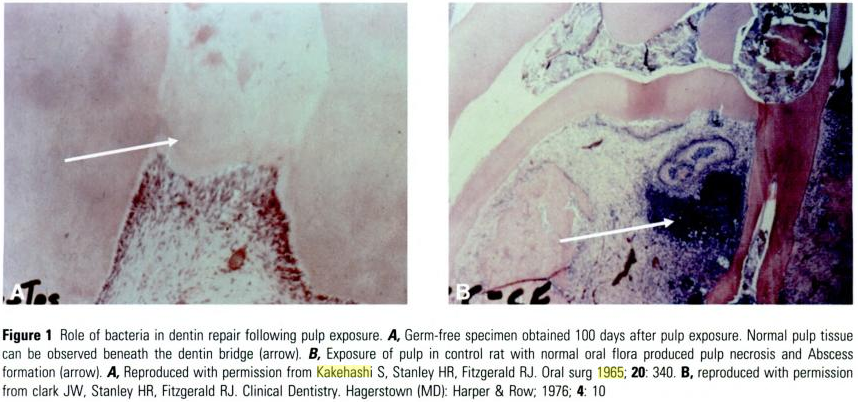 A
B
Figure 1 Role of bacteria in dentin repair following pulp exposure. A, Germ-free specimen obtained 100 days after pulp exposure. Normal pulp tissue
can be observed beneath the dentin bridge (arrow). B, Exposure of pulp in control rat with normal oral flora produced pulp necrosis and Abscess
formation (arrow). A, Reproduced with permission from Kakehashi S, Stanley HR, Fitzgerald RJ. Oral surg 1965; 20: 340. B, reproduced with permission
from clark JW, Stanley HR, Fitzgerald RJ. Clinical Dentistry. Hagerstown (MD): Harper & Row; 1976; 4: 10